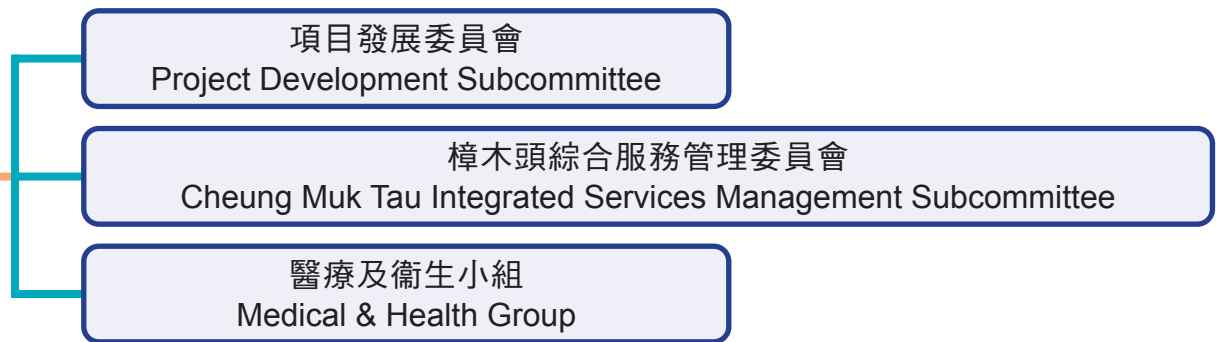 項目發展委員會
Project Development Subcommittee
樟木頭綜合服務管理委員會
Cheung Muk Tau Integrated Services Management Subcommittee
醫療及衞生小組
Medical & Health Group